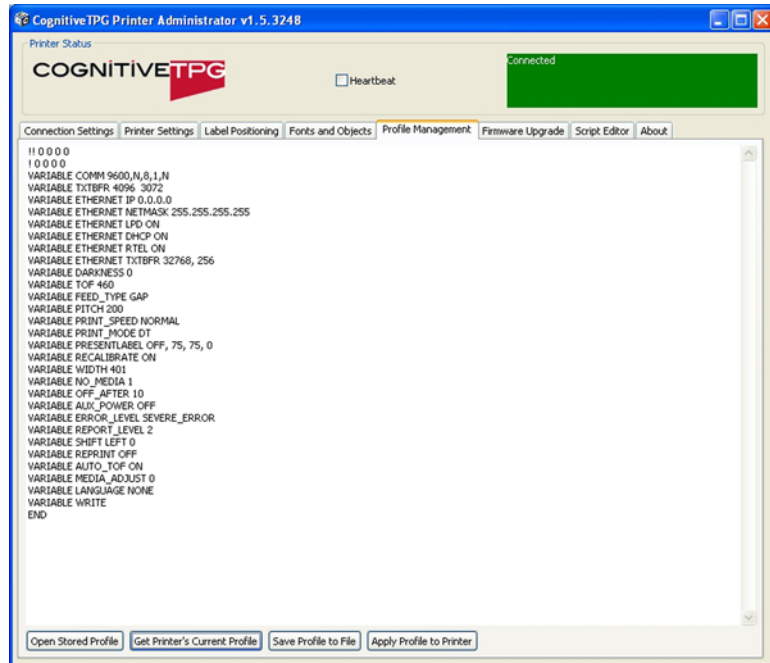 CognitiveTPG Printer Administrator v1.5.3248
Printer Status
COGNITIVETPG
Heartbeat
Connected
Connection Settings Printer Settings Label Positioning Fonts and Objects Profile Management Firmware Upgrade Script Editor About
!! 0 0 0 0
! 0 0 0 0
VARIABLE COMM 9600,N,8,1,N
VARIABLE TXTBFR 4096  3072
VARIABLE ETHERNET IP 0.0.0.0
VARIABLE ETHERNET NETMASK 255.255.255.255
VARIABLE ETHERNET LPD ON
VARIABLE ETHERNET DHCP ON
VARIABLE ETHERNET RTEL ON
VARIABLE ETHERNET TXTBFR 32768, 256
VARIABLE DARKNESS 0
VARIABLE TOF 460
VARIABLE FEED_TYPE GAP
VARIABLE PITCH 200
VARIABLE PRINT_SPEED NORMAL
VARIABLE PRINT_MODE DT
VARIABLE PRESENTLABEL OFF, 75, 75, 0
VARIABLE RECALIBRATE ON
VARIABLE WIDTH 401
VARIABLE NO_MEDIA 1
VARIABLE OFF_AFTER 10
VARIABLE AUX_POWER OFF
VARIABLE ERROR_LEVEL SEVERE_ERROR
VARIABLE REPORT_LEVEL 2
VARIABLE SHIFT LEFT 0
VARIABLE REPRINT OFF
VARIABLE AUTO_TOF ON
VARIABLE MEDIA_ADJUST 0
VARIABLE LANGUAGE NONE
VARIABLE WRITE
END
Open Stored Profile Get Printer's Current Profile Save Profile to File Apply Profile to Printer